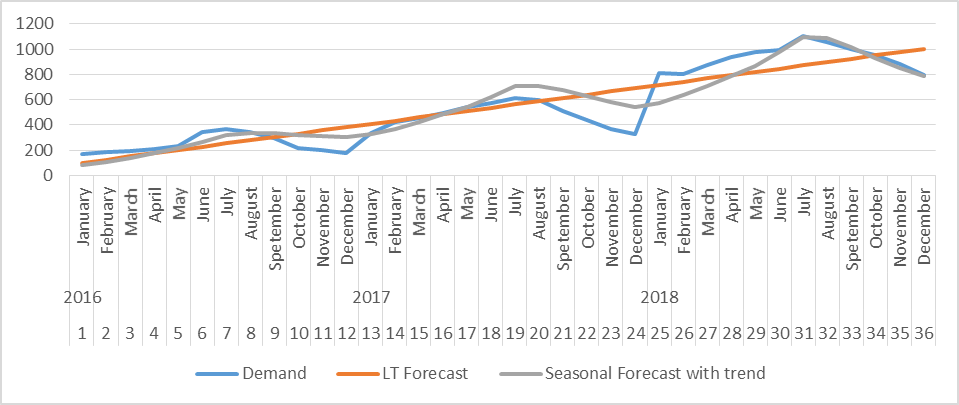 1200
1000
800
600
400
200
0
January February March April May June July August Spetember October November December January February March April May June July August Spetember October November December January February March April May June July August Spetember October November December
2016 2017 2018
1 2 3 4 5 6 7 8 9 10 11 12 13 14 15 16 17 18 19 20 21 22 23 24 25 26 27 28 29 30 31 32 33 34 35 36
Demand LT Forecast Seasonal Forecast with trend